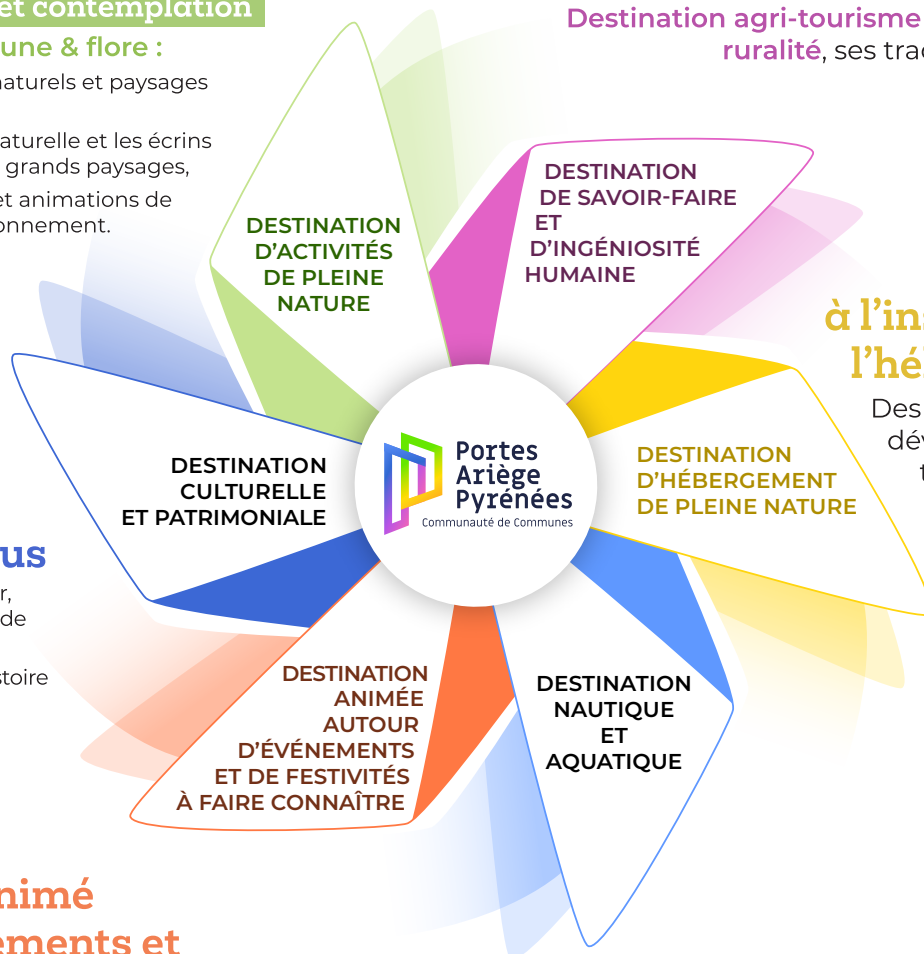 et contemplation
une & flore :
naturels et paysages
aturelle et les écrins
grands paysages,
et animations de
onnement.
Destination agri-tourisme
ruralité, ses trad
DESTINATION
D'ACTIVITÉS
DE PLEINE
NATURE
DESTINATION
DE SAVOIR-FAIRE
ET
D'INGÉNIOSITÉ
HUMAINE
à l'ins
l'hé
Des
dév
t
DESTINATION
D'HÉBERGEMENT
DE PLEINE NATURE
Portes
Ariège
Pyrénées
Communauté de Communes
DESTINATION
CULTURELLE
ET PATRIMONIALE
us
r,
de
stoire
DESTINATION
ANIMÉE
AUTOUR
D'ÉVÉNEMENTS
ET DE FESTIVITÉS
À FAIRE CONNAÎTRE
DESTINATION
NAUTIQUE
ET
AQUATIQUE
nimé
ements et